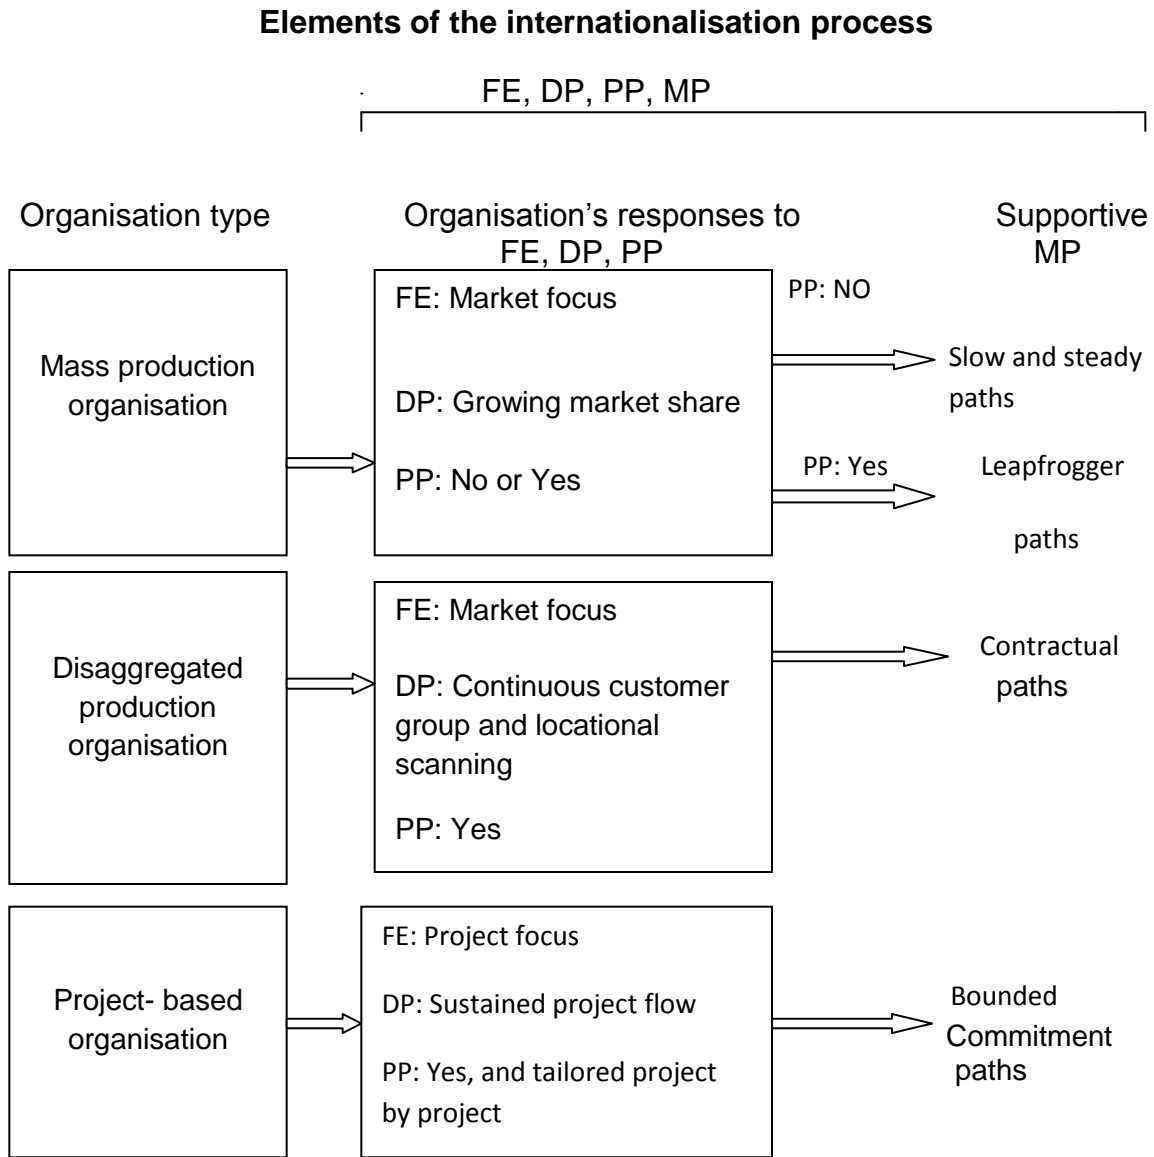 Elements of the internationalisation process
FE, DP, PP, MP
Organisation type
Organisation’s responses to
FE, DP, PP
Supportive
MP
Mass production
organisation
FE: Market focus
DP: Growing market share
PP: No or Yes
PP: NO
Slow and steady
paths
PP: Yes
Leapfrogger
paths
Disaggregated
production
organisation
FE: Market focus
DP: Continuous customer
group and locational
scanning
PP: Yes
Contractual
paths
Project- based
organisation
FE: Project focus
DP: Sustained project flow
PP: Yes, and tailored project
by project
Bounded
Commitment
paths